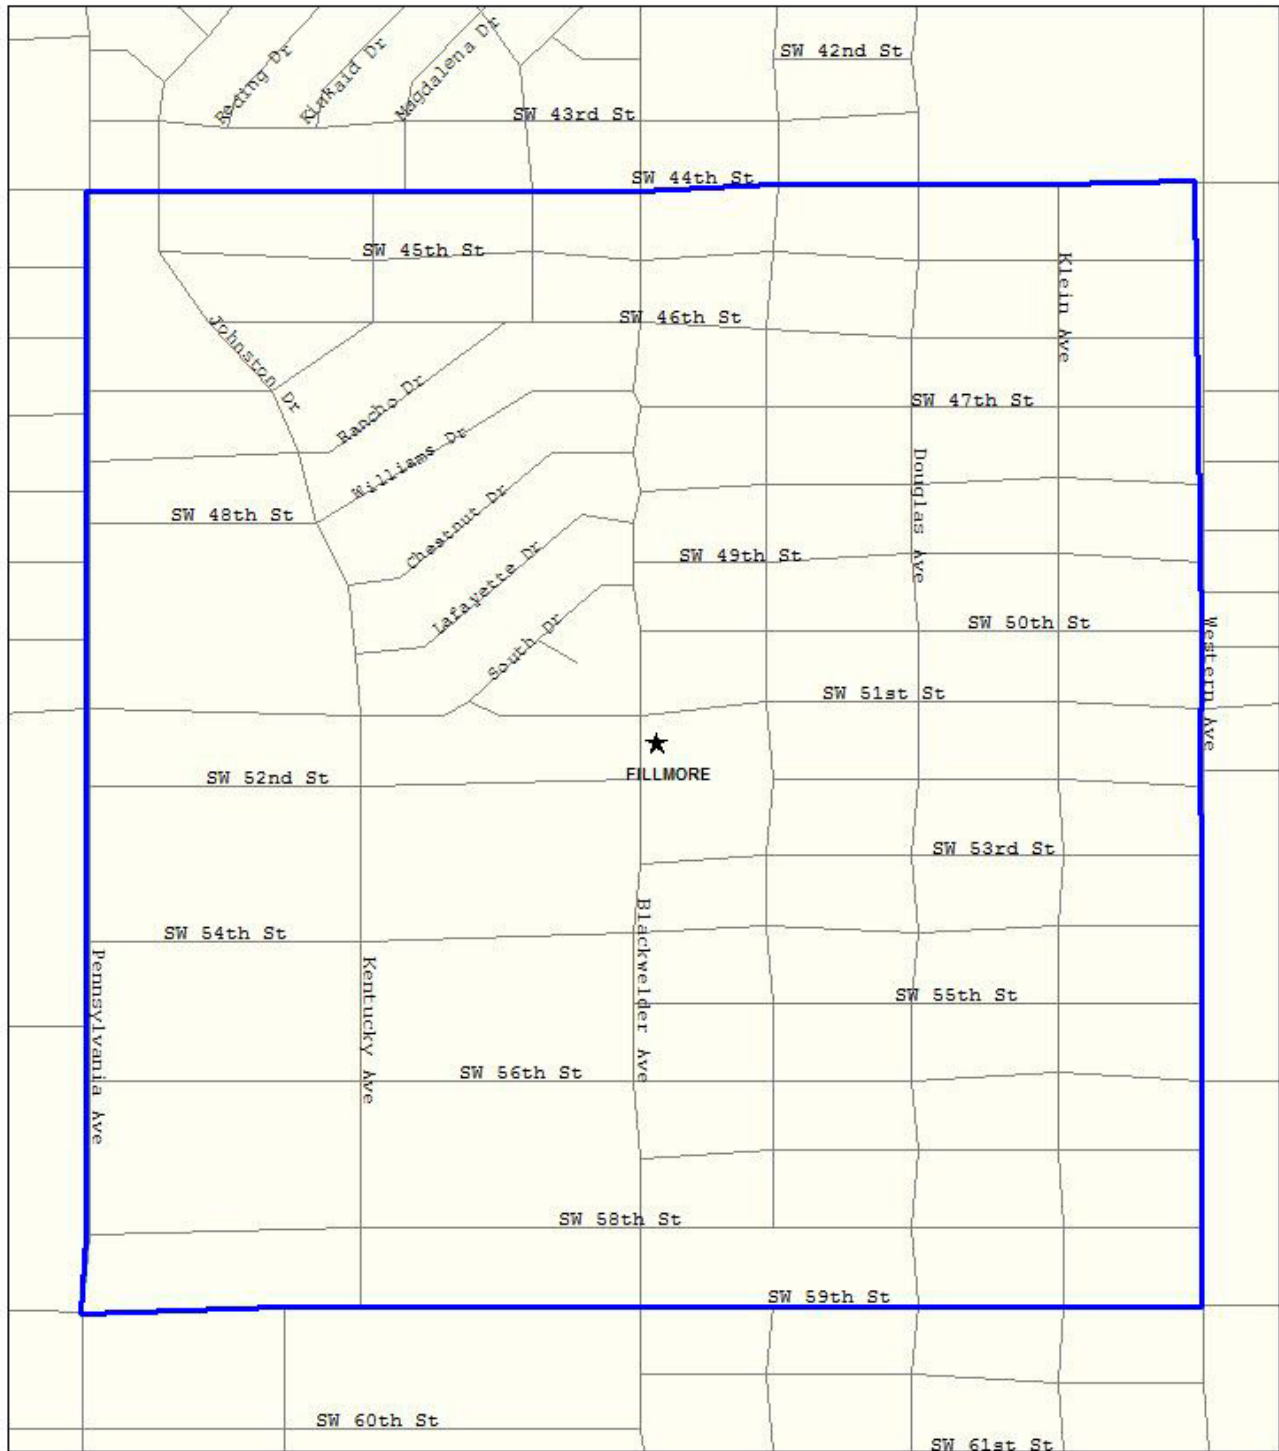 SW 42nd St
Reding Dr
Kinkaid Dr
Magdalena Dr
SW 43rd St
SW 44th St
SW 45th St
Klein Ave
Johnston Dr
SW 46th St
Rancho Dr
SW 47th St
Williams Dr
Douglas Ave
Chestnut Dr
SW 48th St
Lafayette Dr
SW 49th St
South Dr
SW 50th St
Western Ave
SW 51st St
FILLMORE
SW 52nd St
SW 53rd St
Blackwelder Ave
SW 54th St
Pennsylvania Ave
Kentucky Ave
SW 55th St
SW 56th St
SW 58th St
SW 59th St
SW 60th St
SW 61st St